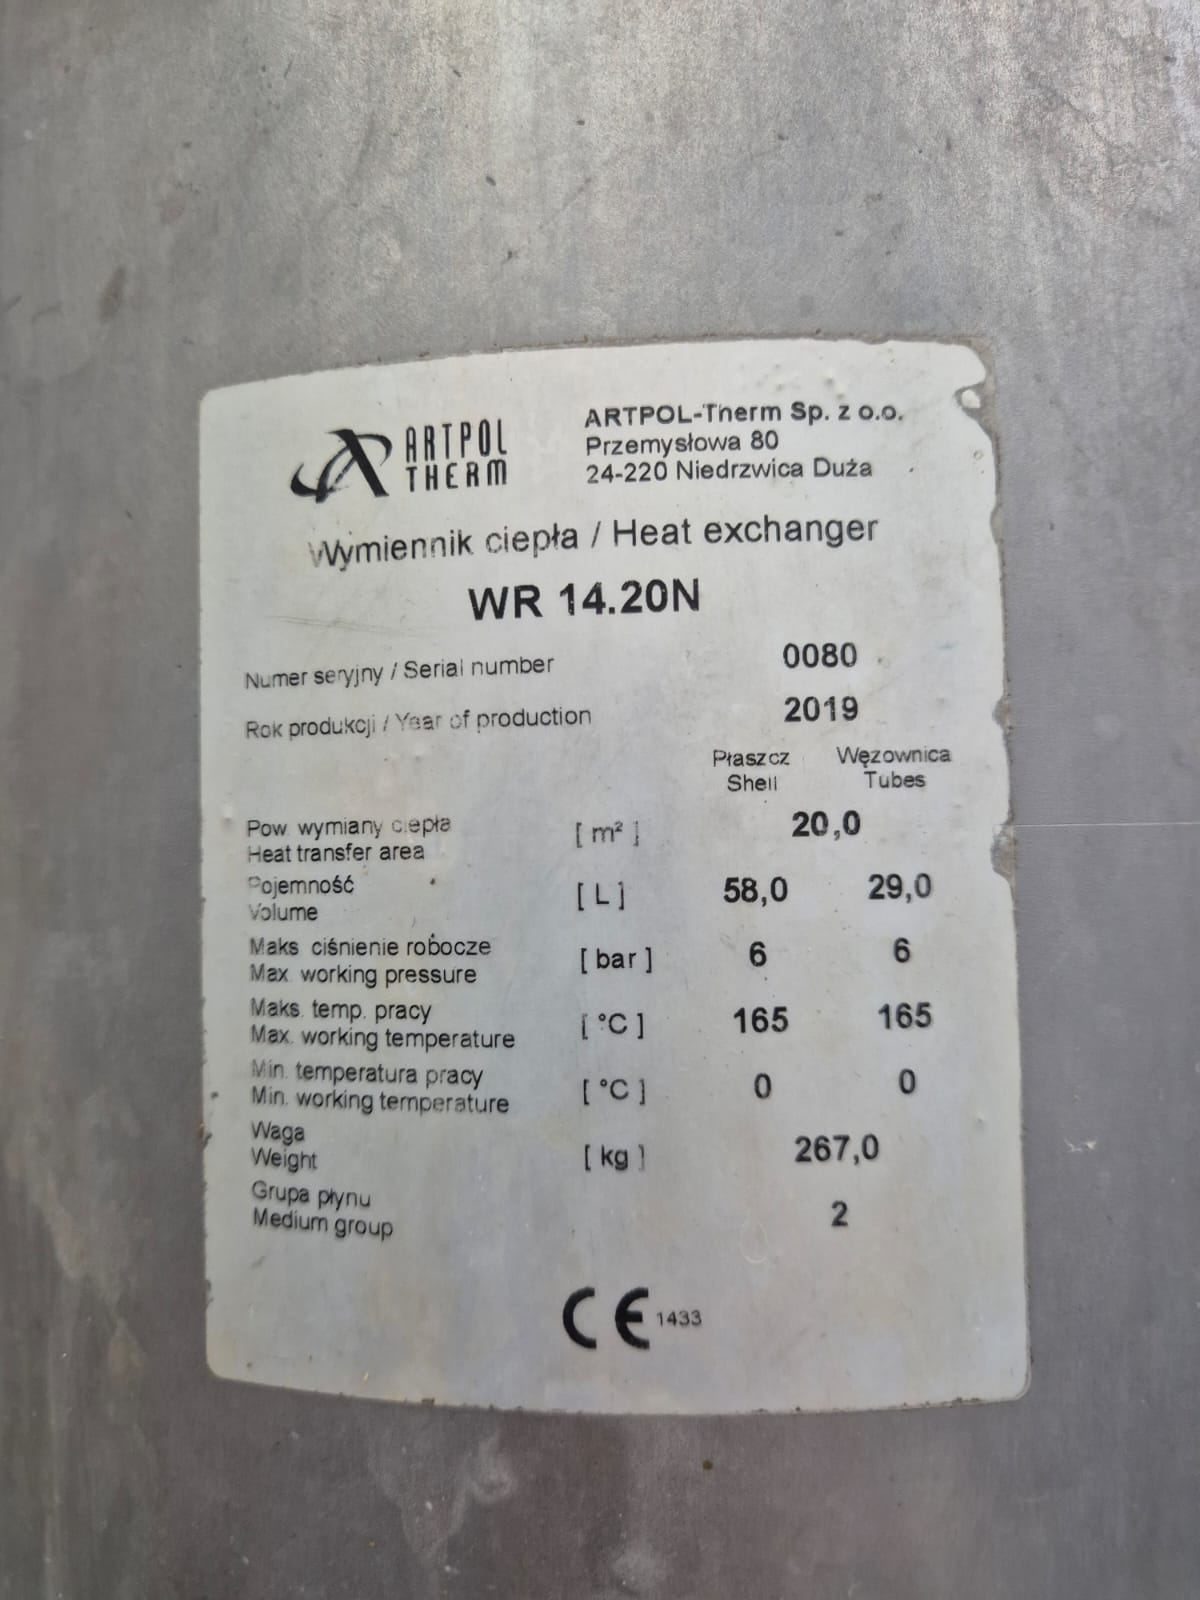 ARTPOL
THERM
ARTPOL-Therm Sp. z o.o.
Przemysłowa 80
24-220 Niedrzwica Duża
Wymiennik ciepła / Heat exchanger
WR 14.20N
Numer seryjny / Serial number 0080
Rok produkcji / Year of production 2019
Płaszcz Wężownica
Shell Tubes
Pow. wymiany ciepła
Heat transfer area [ m² ] 20,0
Pojemność
Volume [ L ] 58,0 29,0
Maks ciśnienie robocze
Max. working pressure [ bar ] 6 6
Maks. temp. pracy
Max. working temperature [ °C ] 165 165
Min. temperatura pracy
Min. working temperature [ °C ] 0 0
Waga
Weight [ kg ] 267,0
Grupa płynu
Medium group 2
CE 1433